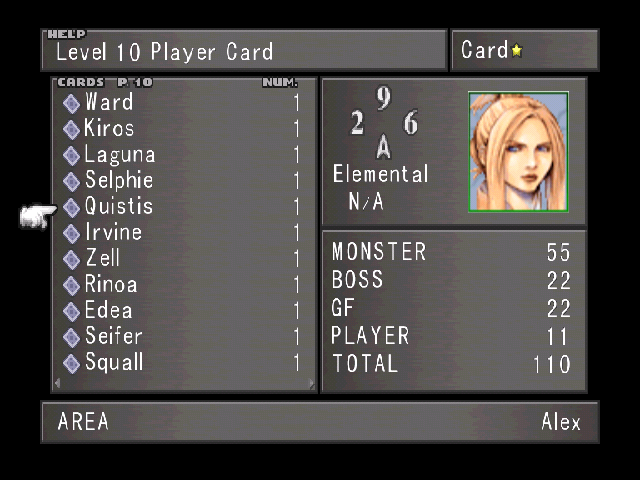 HELP
Level 10 Player Card
Card
CARDS P. 10 NUM.
Ward 1
Kiros 1
Laguna 1
Selphie 1
Quistis 1
Irvine 1
Zell 1
Rinoa 1
Edea 1
Seifer 1
Squall 1
9
2 6
A
Elemental
N/A
MONSTER 55
BOSS 22
GF 22
PLAYER 11
TOTAL 110
AREA Alex